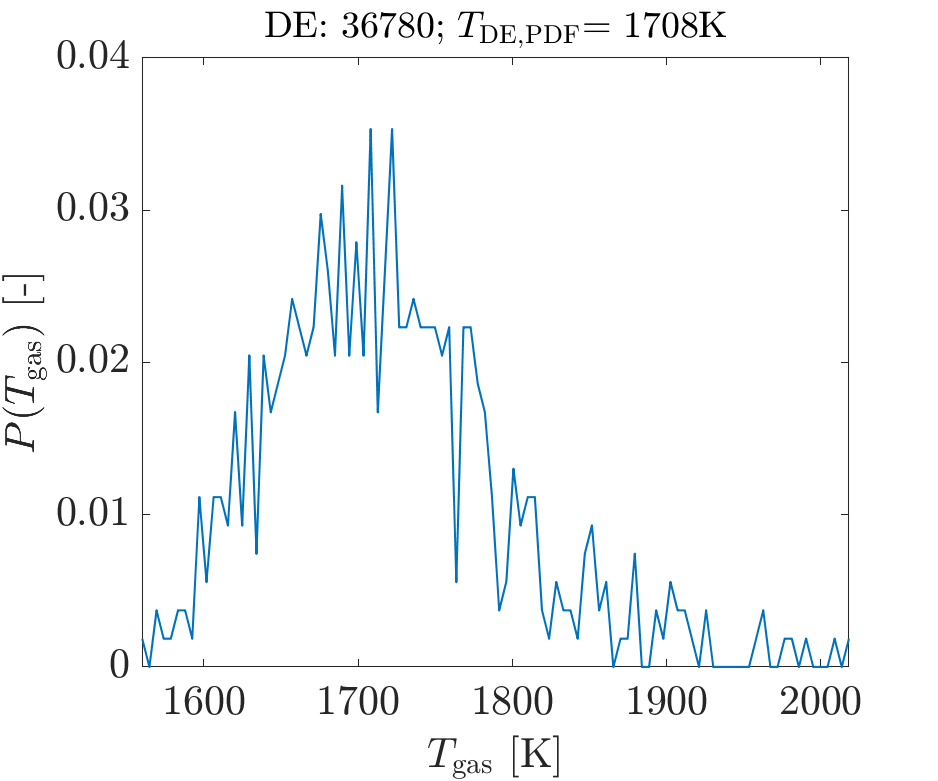 DE: 36780; T_DE,PDF= 1708K
0.04
0.03
0.02
0.01
0
P(T_gas) [-]
1600 1700 1800 1900 2000
T_gas [K]